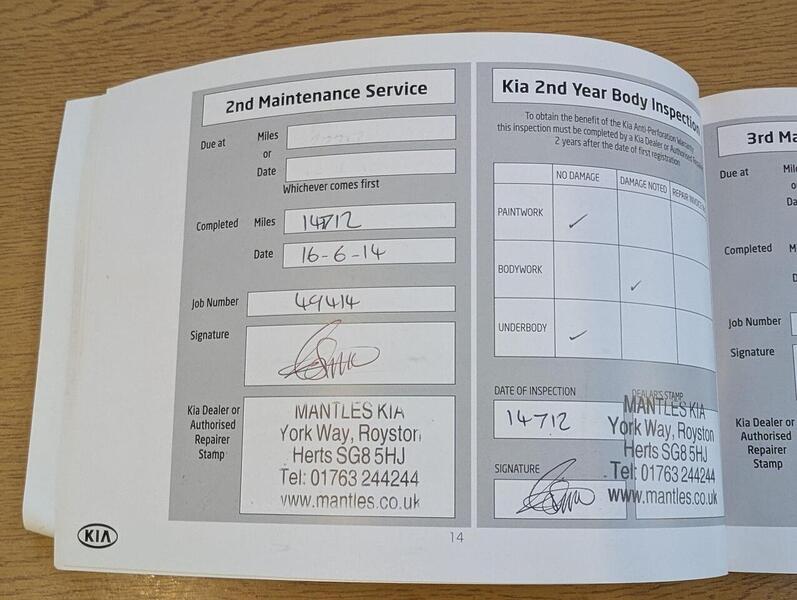 2nd Maintenance Service
Due at Miles
or
Date
Whichever comes first
Completed Miles 14712
Date 16-6-14
Job Number 49414
Signature
Kia Dealer or
Authorised
Repairer
Stamp
MANTLES KIA
York Way, Royston
Herts SG8 5HJ
Tel: 01763 244244
www.mantles.co.uk
KIA
14
Kia 2nd Year Body Inspection
To obtain the benefit of the Kia Anti-Perforation Warranty
this inspection must be completed by a Kia Dealer or Authorised Repairer
2 years after the date of first registration
NO DAMAGE DAMAGE NOTED REPAIR INVOICE
PAINTWORK ✓
BODYWORK ✓
UNDERBODY ✓
DATE OF INSPECTION
14712
SIGNATURE
DEALER'S STAMP
MANTLES KIA
York Way, Royston
Herts SG8 5HJ
Tel: 01763 244244
www.mantles.co.uk
3rd Ma
Due at Mil
o
Da
Completed M
Job Number
Signature
Kia Dealer or
Authorised
Repairer
Stamp